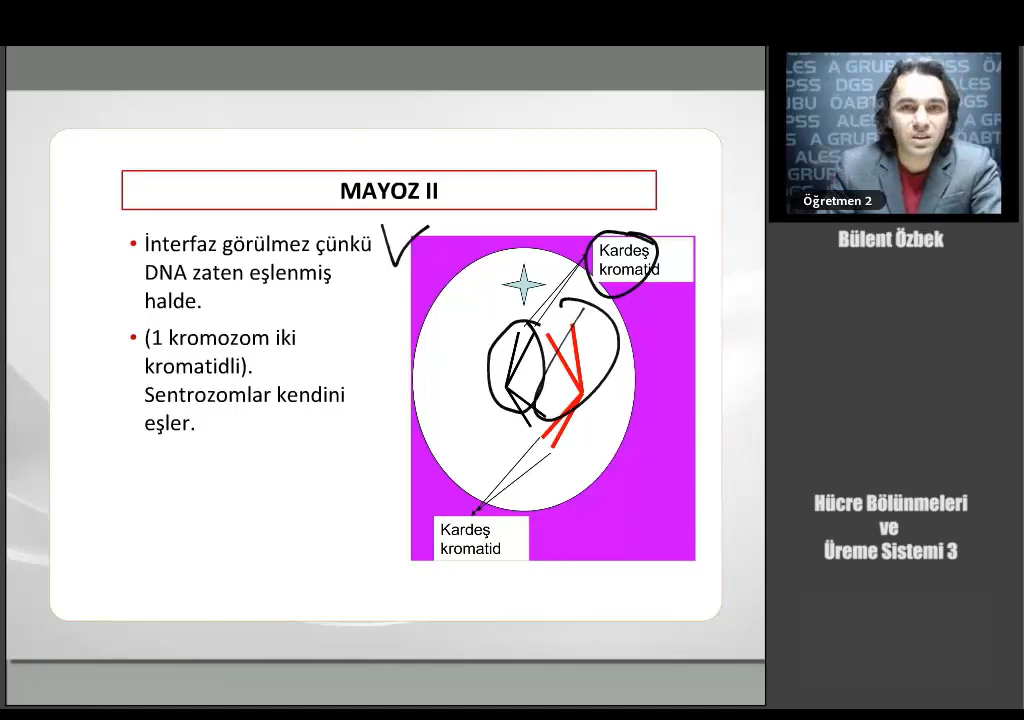 MAYOZ II
• İnterfaz görülmez çünkü
DNA zaten eşlenmiş
halde.
• (1 kromozom iki
kromatidli).
Sentrozomlar kendini
eşler.
Kardeş
kromatid
Kardeş
kromatid
Öğretmen 2
Bülent Özbek
Hücre Bölünmeleri
ve
Üreme Sistemi 3